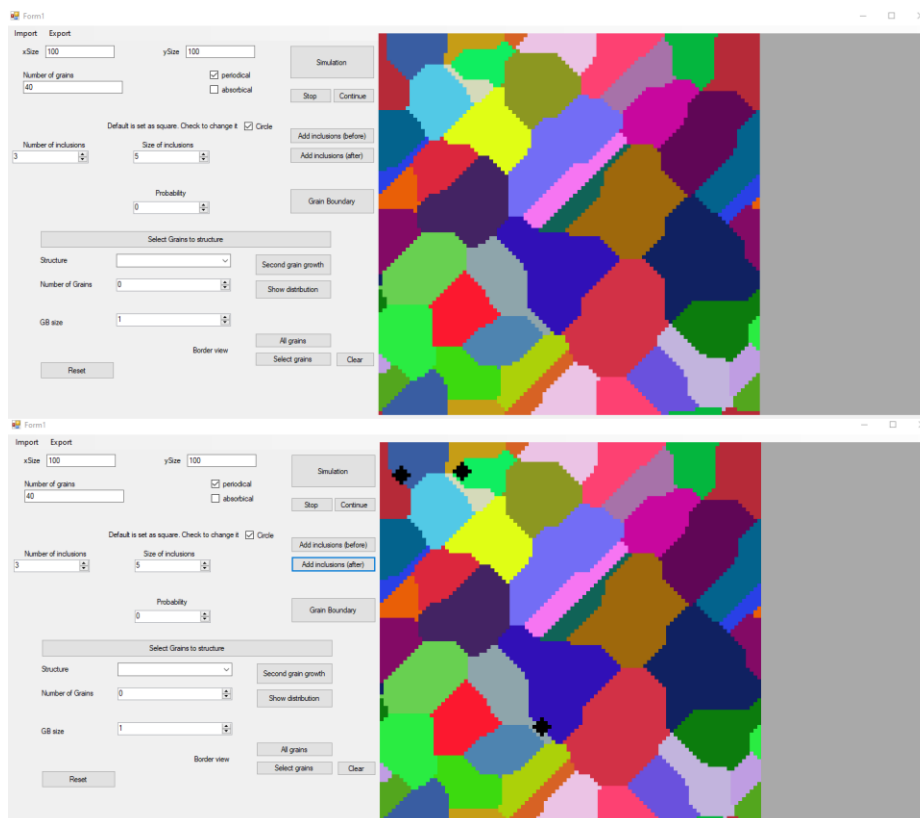 Form1
Import Export
xSize 100 ySize 100
Simulation
Number of grains
40
periodical
absorbical
Stop Continue
Default is set as square. Check to change it Circle
Add inclusions (before)
Number of inclusions Size of inclusions
3 5
Add inclusions (after)
Probability
0
Grain Boundary
Select Grains to structure
Structure
Second grain growth
Number of Grains 0
Show distribution
GB size 1
All grains
Border view
Select grains Clear
Reset
Form1
Import Export
xSize 100 ySize 100
Simulation
Number of grains
40
periodical
absorbical
Stop Continue
Default is set as square. Check to change it Circle
Add inclusions (before)
Number of inclusions Size of inclusions
3 5
Add inclusions (after)
Probability
0
Grain Boundary
Select Grains to structure
Structure
Second grain growth
Number of Grains 0
Show distribution
GB size 1
All grains
Border view
Select grains Clear
Reset